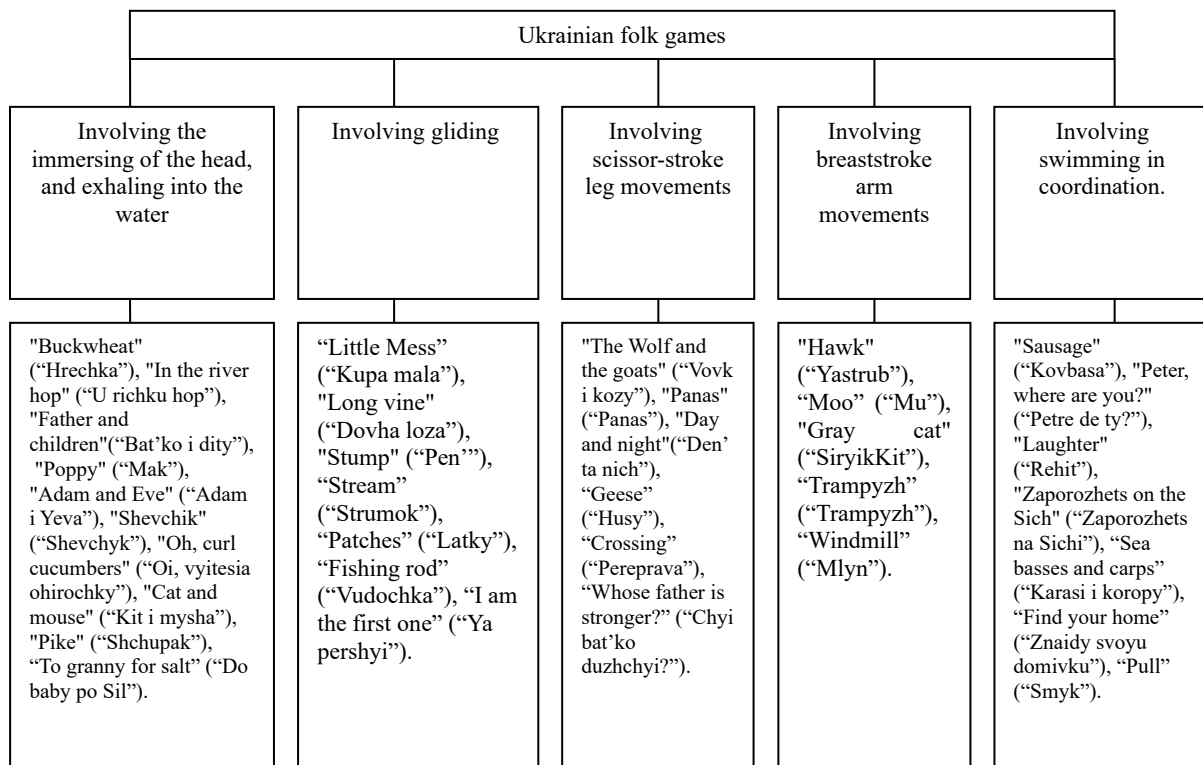 Ukrainian folk games
Involving the
immersing of the head,
and exhaling into the
water
Involving gliding
Involving
scissor-stroke
leg movements
Involving
breaststroke
arm
movements
Involving
swimming in
coordination.
"Buckwheat"
(“Hrechka”), "In the river
hop" (“U richku hop”),
"Father and
children"(“Bat’ko i dity”),
"Poppy" (“Mak”),
"Adam and Eve" (“Adam
i Yeva”), "Shevchik"
(“Shevchyk”), "Oh, curl
cucumbers" (“Oi, vyitesia
ohirochky”), "Cat and
mouse" (“Kit i mysha”),
"Pike" (“Shchupak”),
“To granny for salt” (“Do
baby po Sil”).
“Little Mess”
(“Kupa mala”),
"Long vine"
(“Dovha loza”),
"Stump" (“Pen’”),
“Stream”
(“Strumok”),
“Patches” (“Latky”),
“Fishing rod”
(“Vudochka”), “I am
the first one” (“Ya
pershyi”).
"The Wolf and
the goats" (“Vovk
i kozy”), "Panas"
(“Panas”), "Day
and night"(“Den’
ta nich”),
“Geese”
(“Husy”),
“Crossing”
(“Pereprava”),
“Whose father is
stronger?” (“Chyi
bat’ko
duzhchyi?”).
"Hawk"
(“Yastrub”),
“Moo” (“Mu”),
"Gray cat"
(“SiryikKit”),
“Trampyzh”
(“Trampyzh”),
“Windmill”
(“Mlyn”).
"Sausage"
(“Kovbasa”), "Peter,
where are you?"
(“Petre de ty?”),
"Laughter"
(“Rehit”),
"Zaporozhets on the
Sich" (“Zaporozhets
na Sichi”), “Sea
basses and carps”
(“Karasi i koropy”),
“Find your home”
(“Znaidy svoyu
domivku”), “Pull”
(“Smyk”).